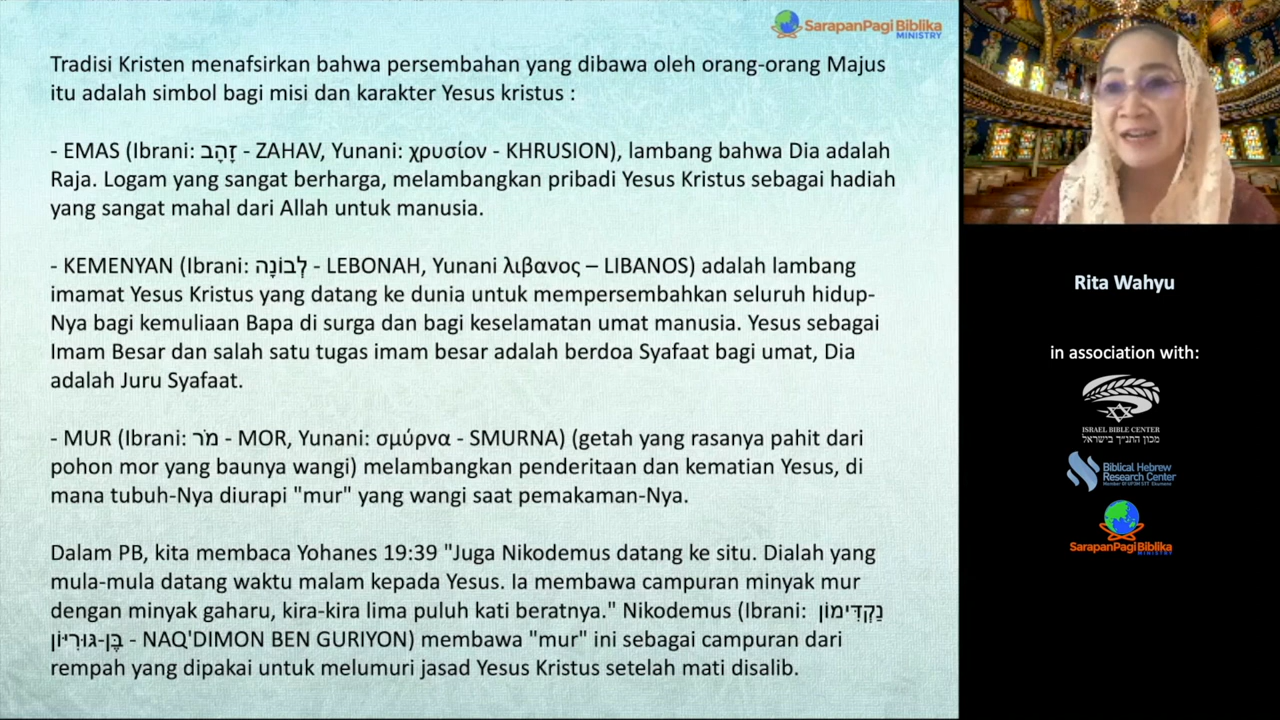 SarapanPagi Biblika
MINISTRY
Tradisi Kristen menafsirkan bahwa persembahan yang dibawa oleh orang-orang Majus
itu adalah simbol bagi misi dan karakter Yesus kristus :
- EMAS (Ibrani: זָהָב - ZAHAV, Yunani: χρυσίον - KHRUSION), lambang bahwa Dia adalah
Raja. Logam yang sangat berharga, melambangkan pribadi Yesus Kristus sebagai hadiah
yang sangat mahal dari Allah untuk manusia.
- KEMENYAN (Ibrani: לְבוֹנָה - LEBONAH, Yunani λιβανος – LIBANOS) adalah lambang
imamat Yesus Kristus yang datang ke dunia untuk mempersembahkan seluruh hidup-
Nya bagi kemuliaan Bapa di surga dan bagi keselamatan umat manusia. Yesus sebagai
Imam Besar dan salah satu tugas imam besar adalah berdoa Syafaat bagi umat, Dia
adalah Juru Syafaat.
- MUR (Ibrani: מֹר - MOR, Yunani: σμύρνα - SMURNA) (getah yang rasanya pahit dari
pohon mor yang baunya wangi) melambangkan penderitaan dan kematian Yesus, di
mana tubuh-Nya diurapi "mur" yang wangi saat pemakaman-Nya.
Dalam PB, kita membaca Yohanes 19:39 "Juga Nikodemus datang ke situ. Dialah yang
mula-mula datang waktu malam kepada Yesus. Ia membawa campuran minyak mur
dengan minyak gaharu, kira-kira lima puluh kati beratnya." Nikodemus (Ibrani: נַקְדִּימוֹן
בֶּן-גּוּרְיוֹן - NAQ'DIMON BEN GURIYON) membawa "mur" ini sebagai campuran dari
rempah yang dipakai untuk melumuri jasad Yesus Kristus setelah mati disalib.
Rita Wahyu
in association with:
ISRAEL BIBLE CENTER
מכון התנ"ך בישראל
Biblical Hebrew
Research Center
SarapanPagi Biblika
MINISTRY